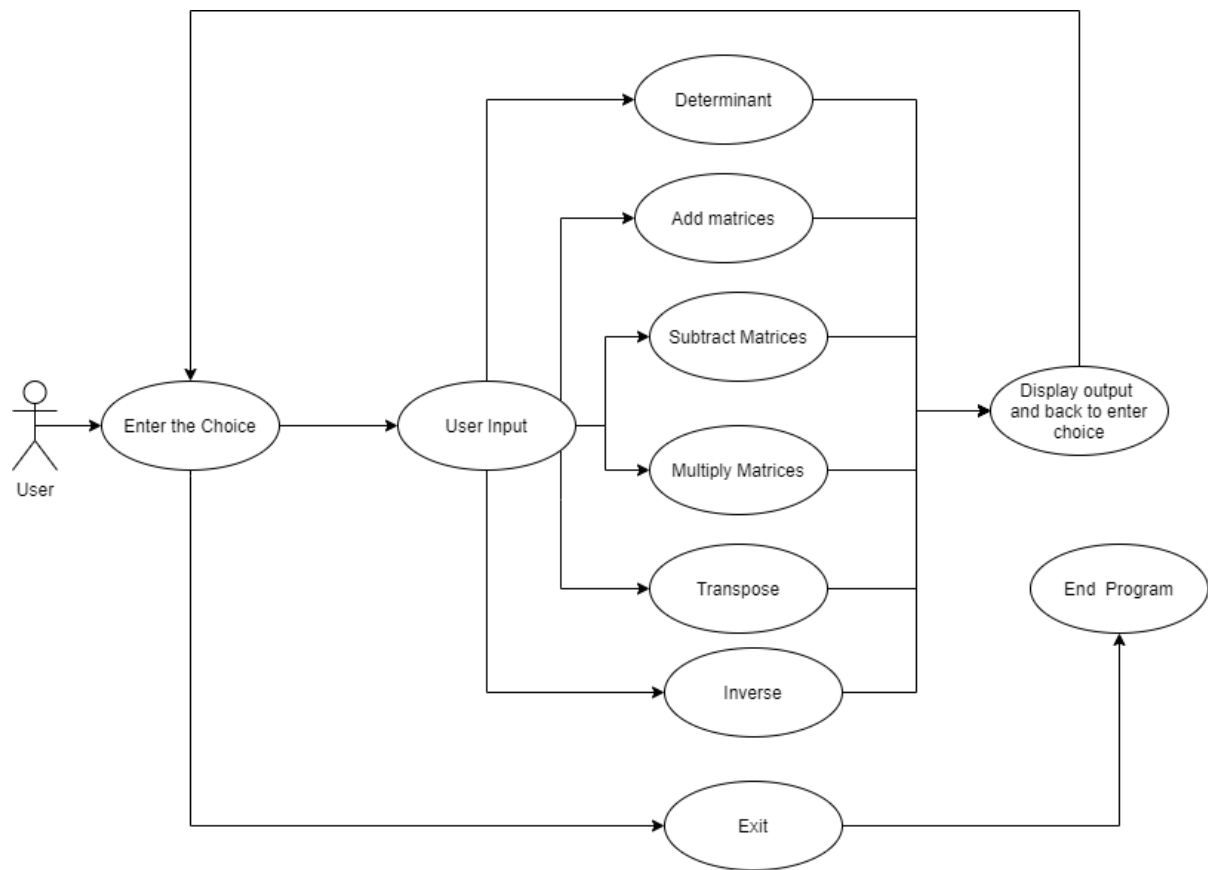 Determinant
Add matrices
Subtract Matrices
Enter the Choice
User Input
Display output
and back to enter
choice
Multiply Matrices
User
Transpose
End Program
Inverse
Exit